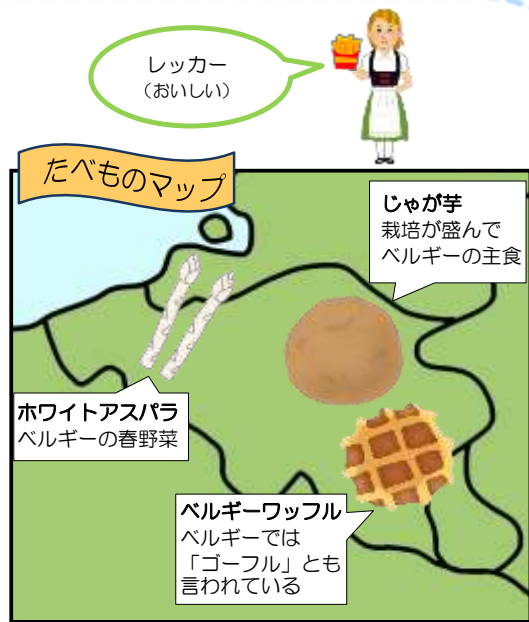 レッカー
（おいしい）
たべものマップ
じゃが芋
栽培が盛んで
ベルギーの主食
ホワイトアスパラ
ベルギーの春野菜
ベルギーワッフル
ベルギーでは
「ゴーフル」とも
言われている